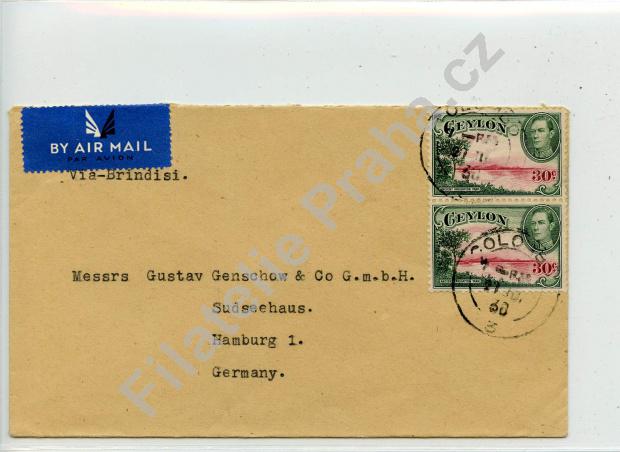 BY AIR MAIL
PAR AVION
Via-Brindisi.
CEYLON
30c
CEYLON
30c
COLO
Messrs Gustav Genschow & Co G.m.b.H.
Sudseehaus.
Hamburg 1.
Germany.
Filatelie Praha.cz